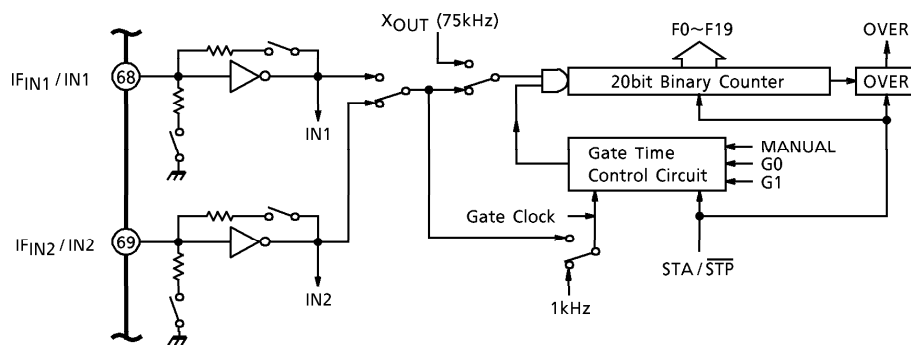 XOUT (75kHz)
F0~F19
OVER
IFIN1 / IN1
68
20bit Binary Counter
OVER
IN1
Gate Time
Control Circuit
MANUAL
G0
G1
Gate Clock
IFIN2 / IN2
69
STA / STP
IN2
1kHz